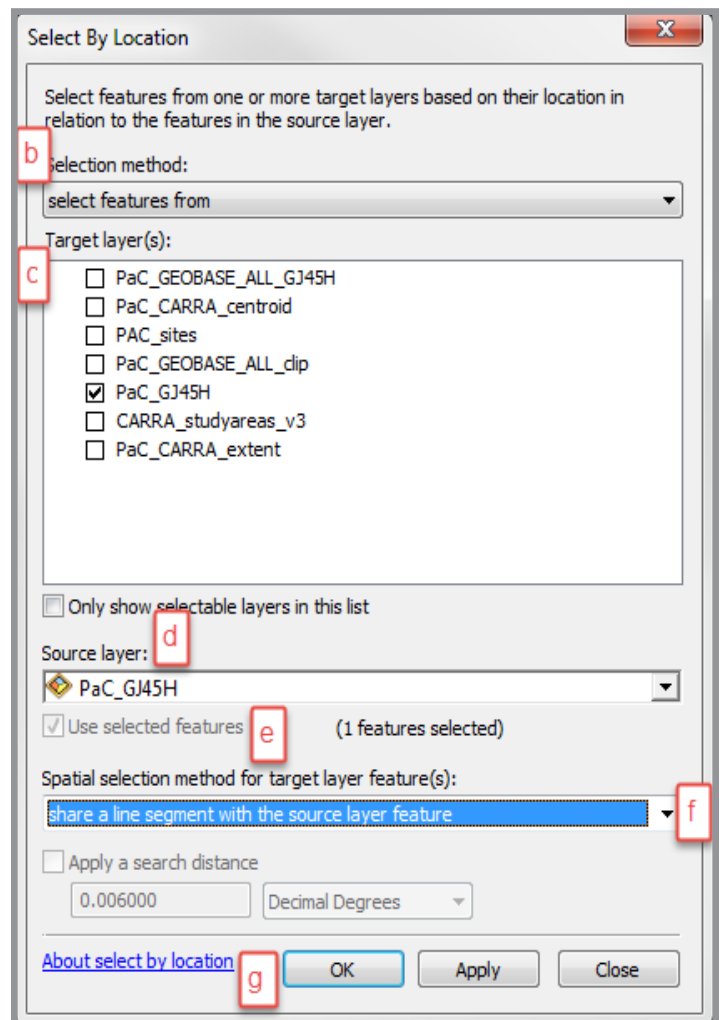 Select By Location
X
Select features from one or more target layers based on their location in
relation to the features in the source layer.
b
Selection method:
select features from
Target layer(s):
c
PaC_GEOBASE_ALL_GJ45H
PaC_CARRA_centroid
PAC_sites
PaC_GEOBASE_ALL_clip
PaC_GJ45H
CARRA_studyareas_v3
PaC_CARRA_extent
Only show selectable layers in this list
d
Source layer:
PaC_GJ45H
Use selected features e (1 features selected)
Spatial selection method for target layer feature(s):
share a line segment with the source layer feature f
Apply a search distance
0.006000 Decimal Degrees
About select by location g OK Apply Close